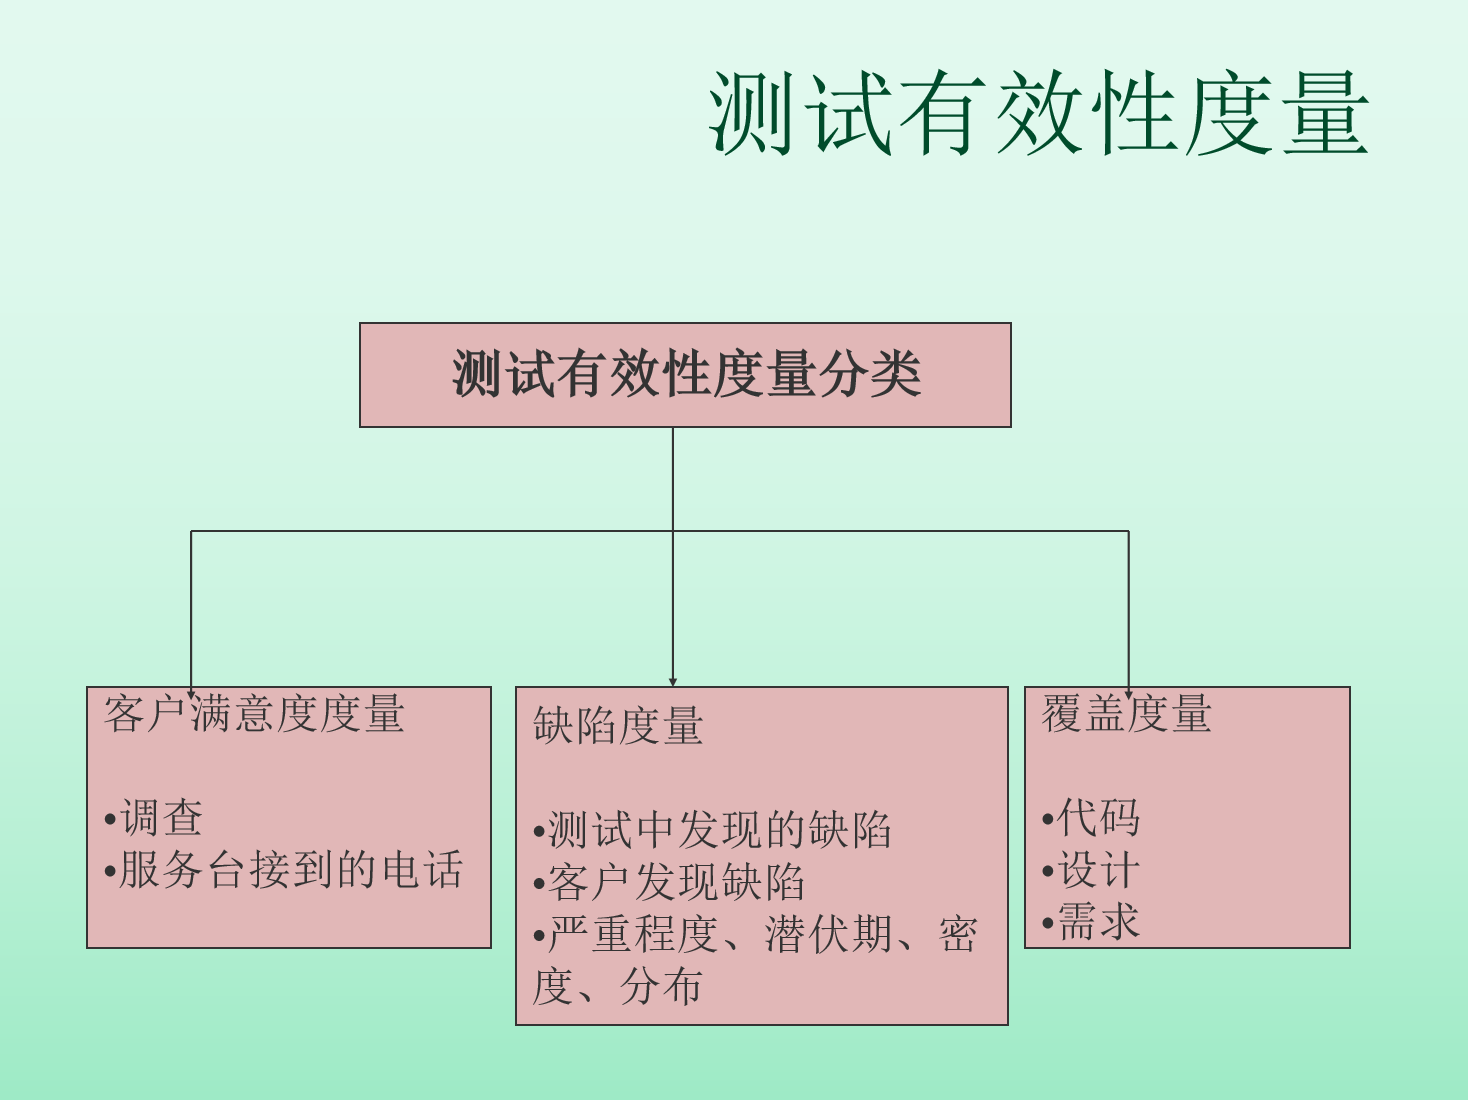 测试有效性度量
测试有效性度量分类
客户满意度度量
•调查
•服务台接到的电话
缺陷度量
•测试中发现的缺陷
•客户发现缺陷
•严重程度、潜伏期、密
度、分布
覆盖度量
•代码
•设计
•需求